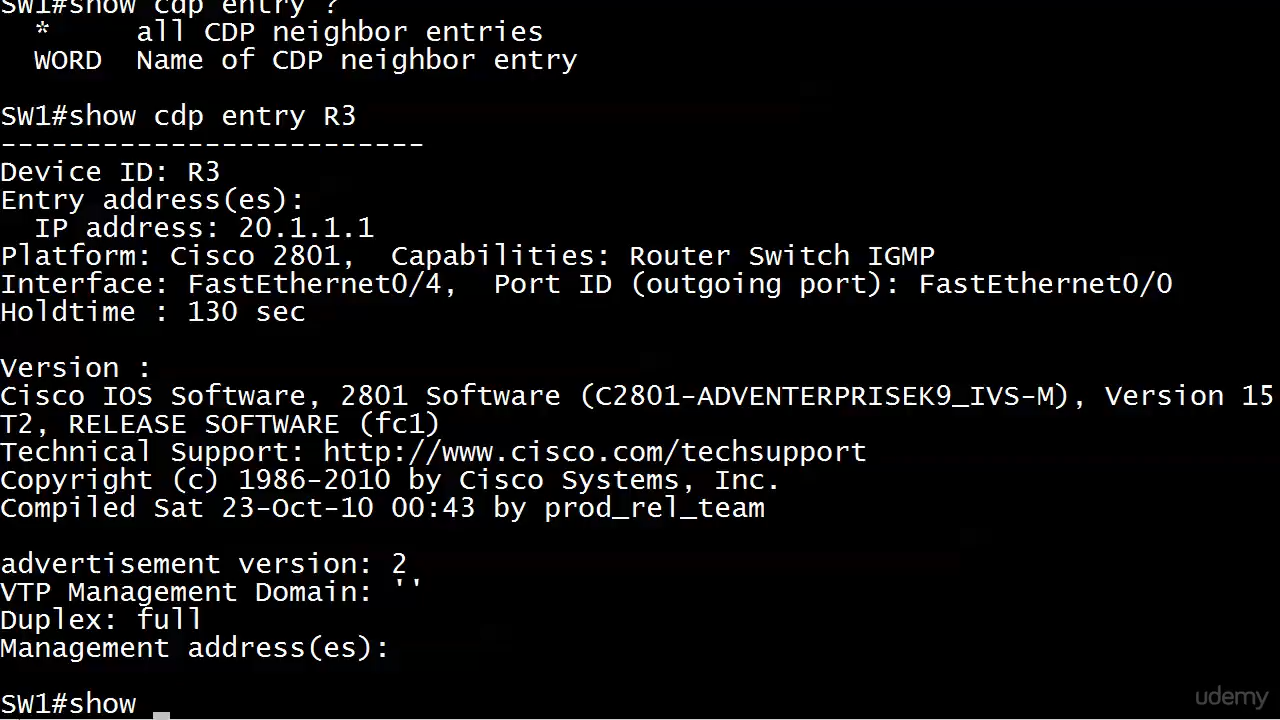 SW1#show cdp entry ?
  *     all CDP neighbor entries
  WORD  Name of CDP neighbor entry

SW1#show cdp entry R3
-------------------------
Device ID: R3
Entry address(es):
  IP address: 20.1.1.1
Platform: Cisco 2801,  Capabilities: Router Switch IGMP
Interface: FastEthernet0/4,  Port ID (outgoing port): FastEthernet0/0
Holdtime : 130 sec

Version :
Cisco IOS Software, 2801 Software (C2801-ADVENTERPRISEK9_IVS-M), Version 15
T2, RELEASE SOFTWARE (fc1)
Technical Support: http://www.cisco.com/techsupport
Copyright (c) 1986-2010 by Cisco Systems, Inc.
Compiled Sat 23-Oct-10 00:43 by prod_rel_team

advertisement version: 2
VTP Management Domain: ''
Duplex: full
Management address(es):

SW1#show
udemy